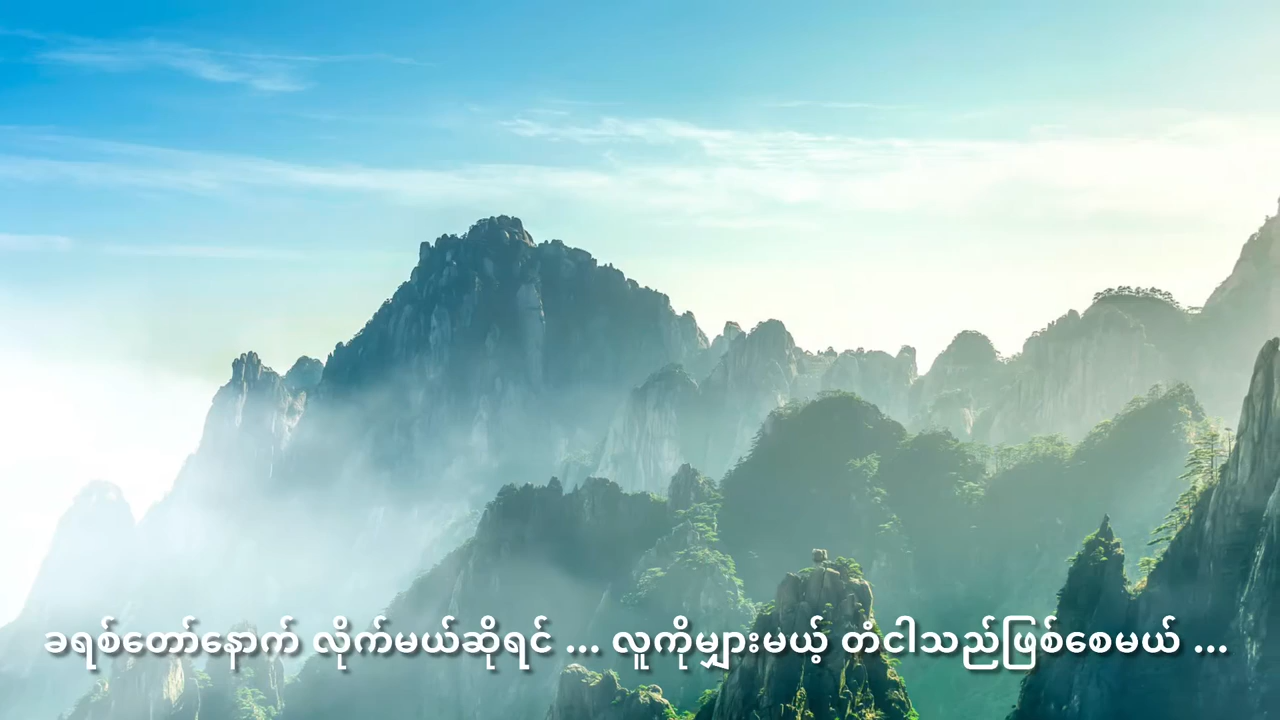 ခရစ်တော်နောက် လိုက်မယ်ဆိုရင် ... လူကိုမျှားမယ့် တံငါသည်ဖြစ်စေမယ် ...